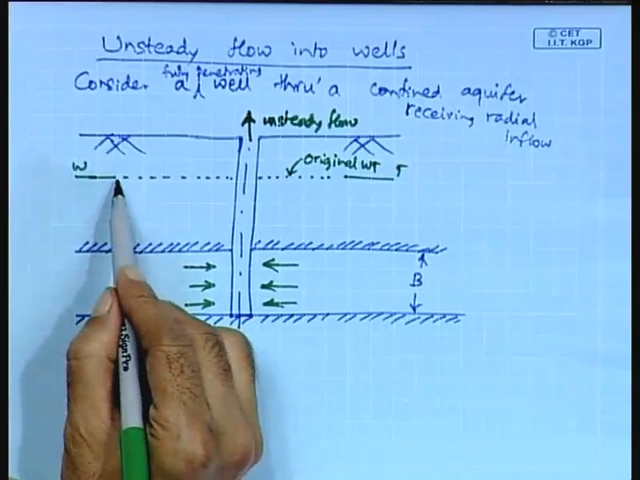 © CET
I.I.T. KGP
Unsteady flow into wells
Consider a fully penetrating well thru' a confined aquifer
receiving radial
inflow
unsteady flow
original WT
W T
B